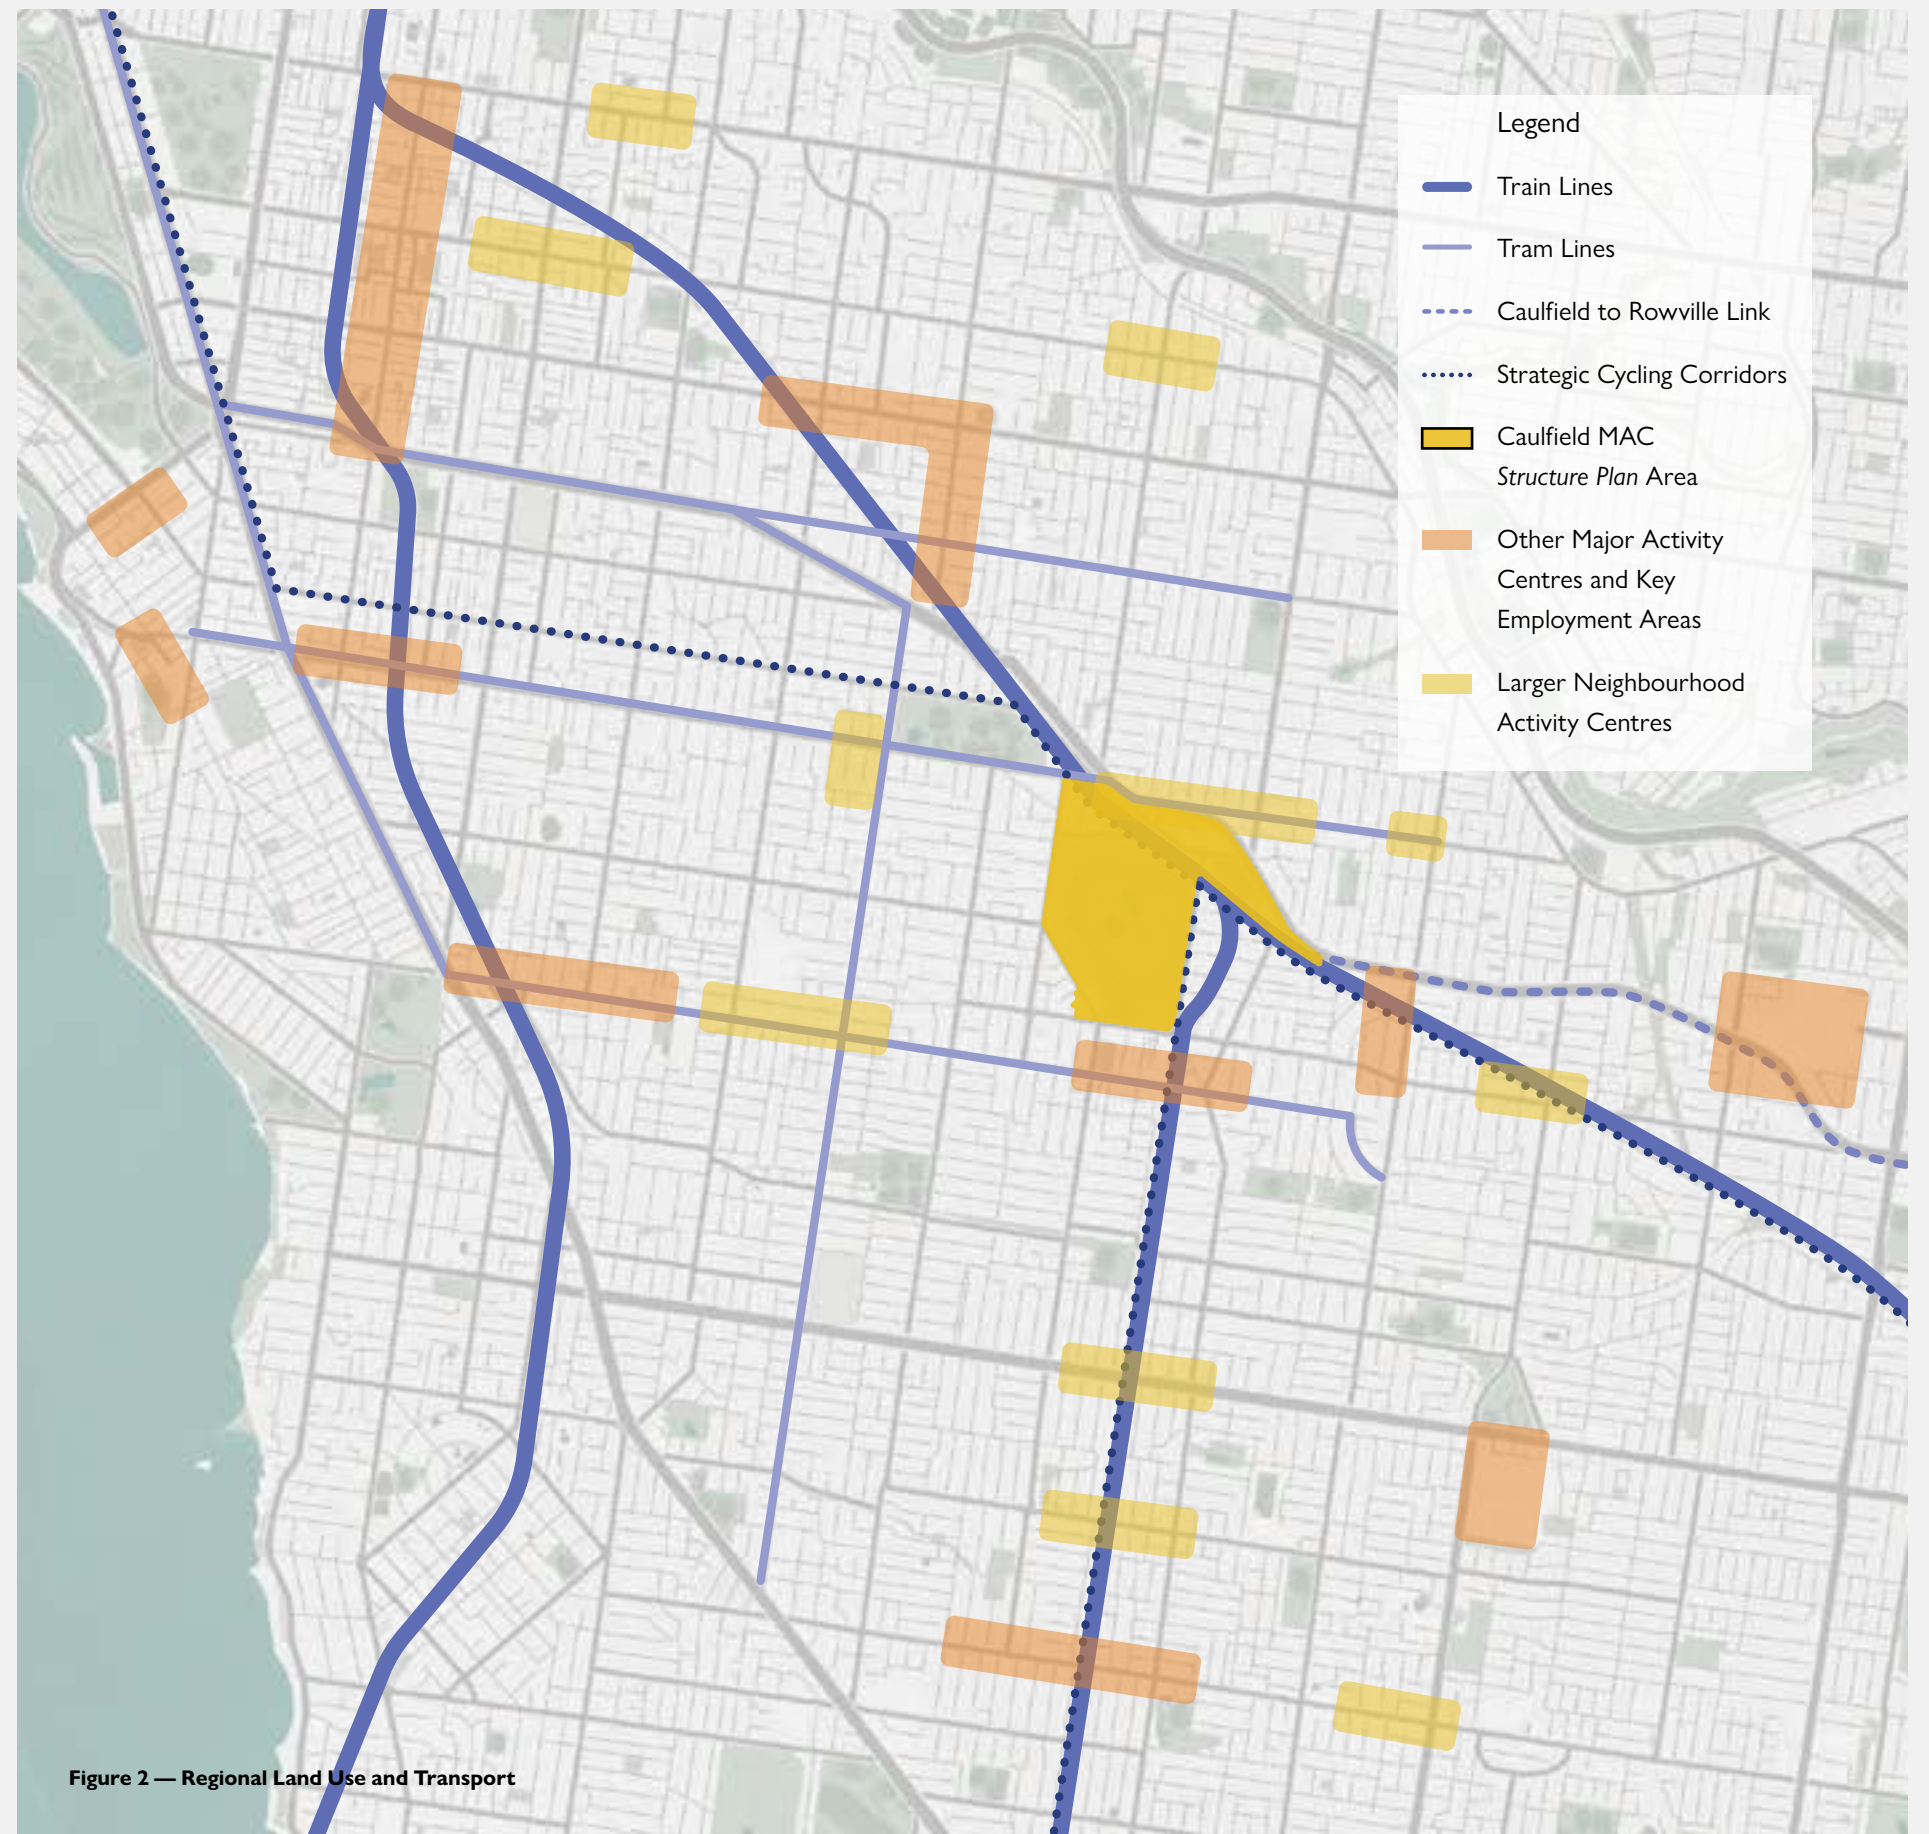 Legend
Train Lines
Tram Lines
Caulfield to Rowville Link
Strategic Cycling Corridors
Caulfield MAC
Structure Plan Area
Other Major Activity
Centres and Key
Employment Areas
Larger Neighbourhood
Activity Centres
Figure 2 — Regional Land Use and Transport